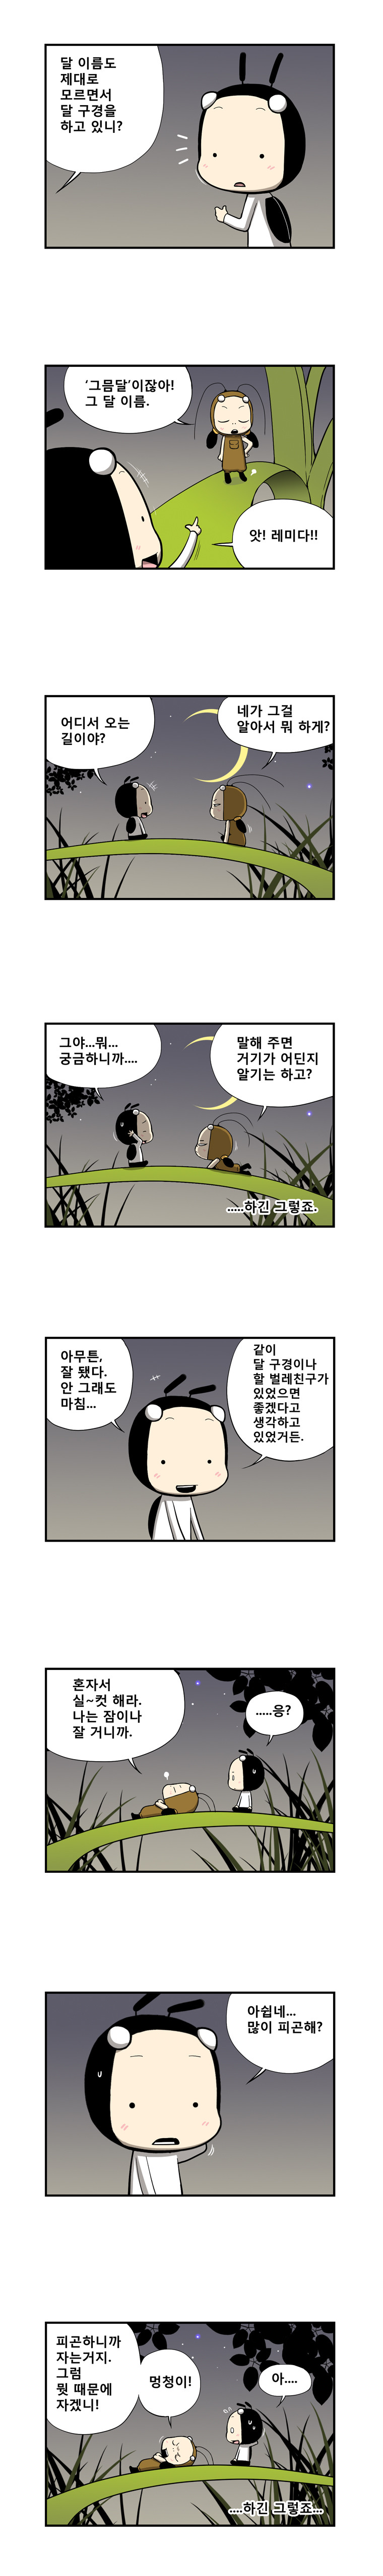 달 이름도
제대로
모르면서
달 구경을
하고 있니?
‘그믐달’이잖아!
그 달 이름.
앗! 레미다!!
어디서 오는
길이야?
네가 그걸
알아서 뭐 하게?
그야...뭐...
궁금하니까....
말해 주면
거기가 어딘지
알기는 하고?
.....하긴 그렇죠.
아무튼,
잘 됐다.
안 그래도
마침...
같이
달 구경이나
할 벌레친구가
있었으면
좋겠다고
생각하고
있었거든.
혼자서
실~컷 해라.
나는 잠이나
잘 거니까.
.....응?
아쉽네...
많이 피곤해?
피곤하니까
자는거지.
그럼
뭣 때문에
자겠니!
멍청이!
아....
....하긴 그렇죠...